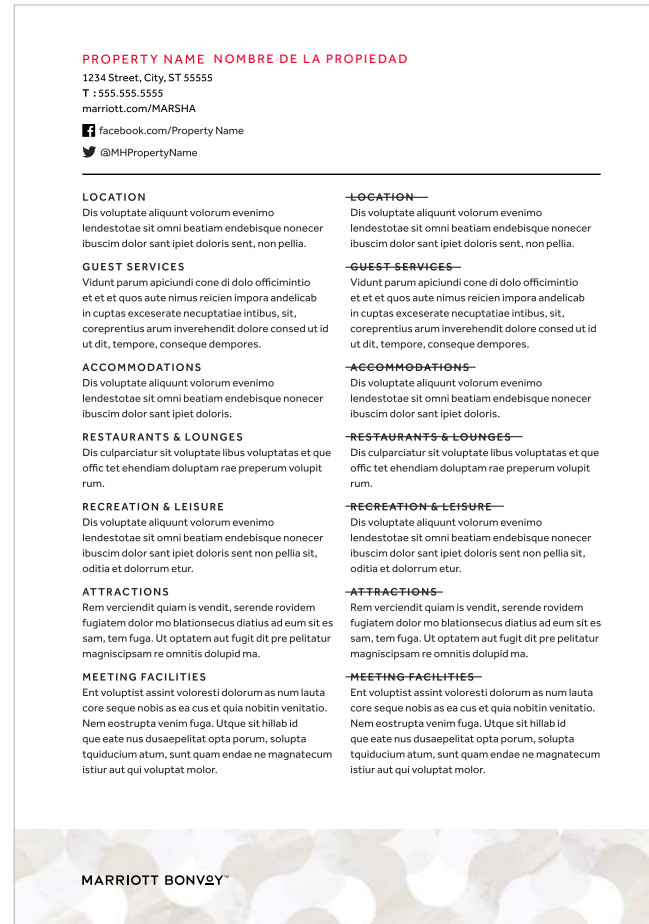 PROPERTY NAME NOMBRE DE LA PROPIEDAD
1234 Street, City, ST 55555
T : 555.555.5555
marriott.com/MARSHA
facebook.com/Property Name
@MHPropertyName
LOCATION
Dis voluptate aliquunt volorum evenimo
lendestotae sit omni beatiam endebisque nonecer
ibuscim dolor sant ipiet doloris sent, non pellia.
GUEST SERVICES
Vidunt parum apiciundi cone di dolo officimintio
et et et quos aute nimus reicien impora andelicab
in cuptas exceserate necuptatiae intibus, sit,
coreprentius arum inverehendit dolore consed ut id
ut dit, tempore, conseque dempores.
ACCOMMODATIONS
Dis voluptate aliquunt volorum evenimo
lendestotae sit omni beatiam endebisque nonecer
ibuscim dolor sant ipiet doloris.
RESTAURANTS & LOUNGES
Dis culparciatur sit voluptate libus voluptatas et que
offic tet ehendiam doluptam rae preperum volupit
rum.
RECREATION & LEISURE
Dis voluptate aliquunt volorum evenimo
lendestotae sit omni beatiam endebisque nonecer
ibuscim dolor sant ipiet doloris sent non pellia sit,
oditia et dolorrum etur.
ATTRACTIONS
Rem verciendit quiam is vendit, serende rovidem
fugiatem dolor mo blationsecus diatius ad eum sit es
sam, tem fuga. Ut optatem aut fugit dit pre pelitatur
magniscipsam re omnitis dolupid ma.
MEETING FACILITIES
Ent voluptist assint voloresti dolorum as num lauta
core seque nobis as ea cus et quia nobitin venitatio.
Nem eostrupta venim fuga. Utque sit hillab id
que eate nus dusaepelitat opta porum, solupta
tquiducium atum, sunt quam endae ne magnatecum
istiur aut qui voluptat molor.
LOCATION
Dis voluptate aliquunt volorum evenimo
lendestotae sit omni beatiam endebisque nonecer
ibuscim dolor sant ipiet doloris sent, non pellia.
GUEST SERVICES
Vidunt parum apiciundi cone di dolo officimintio
et et et quos aute nimus reicien impora andelicab
in cuptas exceserate necuptatiae intibus, sit,
coreprentius arum inverehendit dolore consed ut id
ut dit, tempore, conseque dempores.
ACCOMMODATIONS
Dis voluptate aliquunt volorum evenimo
lendestotae sit omni beatiam endebisque nonecer
ibuscim dolor sant ipiet doloris.
RESTAURANTS & LOUNGES
Dis culparciatur sit voluptate libus voluptatas et que
offic tet ehendiam doluptam rae preperum volupit
rum.
RECREATION & LEISURE
Dis voluptate aliquunt volorum evenimo
lendestotae sit omni beatiam endebisque nonecer
ibuscim dolor sant ipiet doloris sent non pellia sit,
oditia et dolorrum etur.
ATTRACTIONS
Rem verciendit quiam is vendit, serende rovidem
fugiatem dolor mo blationsecus diatius ad eum sit es
sam, tem fuga. Ut optatem aut fugit dit pre pelitatur
magniscipsam re omnitis dolupid ma.
MEETING FACILITIES
Ent voluptist assint voloresti dolorum as num lauta
core seque nobis as ea cus et quia nobitin venitatio.
Nem eostrupta venim fuga. Utque sit hillab id
que eate nus dusaepelitat opta porum, solupta
tquiducium atum, sunt quam endae ne magnatecum
istiur aut qui voluptat molor.
MARRIOTT BONVOY™